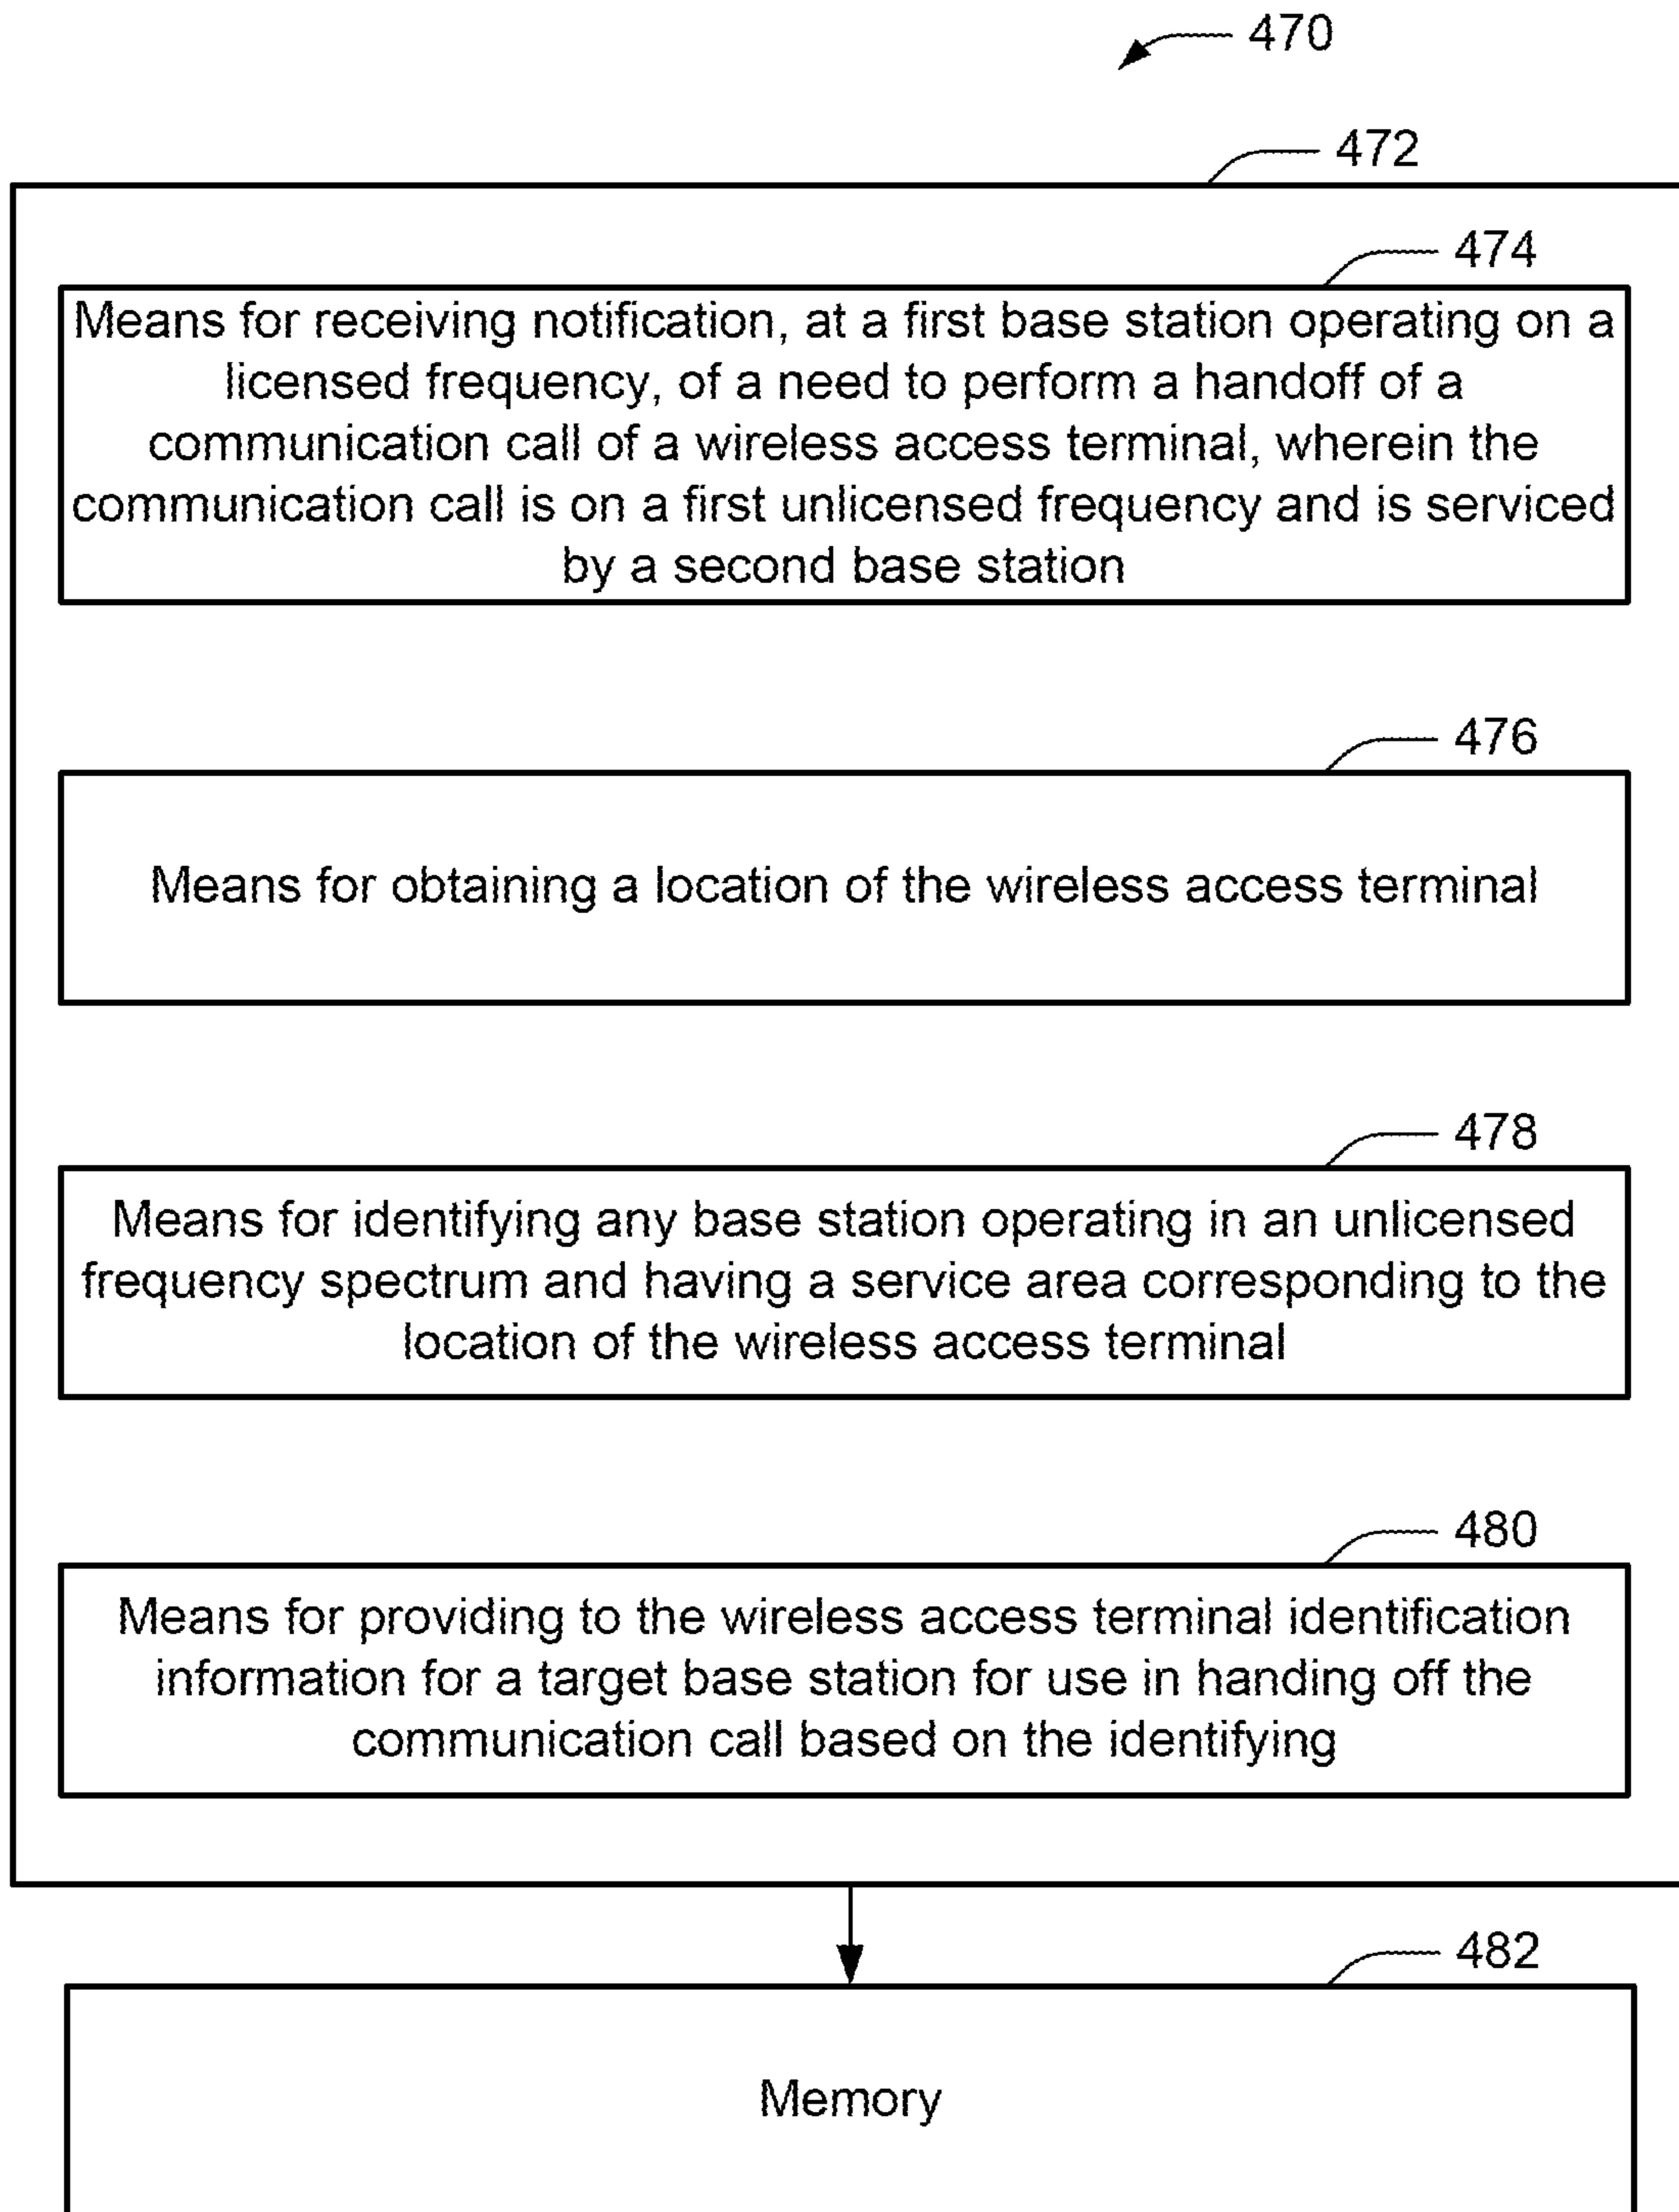 470
472
474
Means for receiving notification, at a first base station operating on a
licensed frequency, of a need to perform a handoff of a
communication call of a wireless access terminal, wherein the
communication call is on a first unlicensed frequency and is serviced
by a second base station
476
Means for obtaining a location of the wireless access terminal
478
Means for identifying any base station operating in an unlicensed
frequency spectrum and having a service area corresponding to the
location of the wireless access terminal
480
Means for providing to the wireless access terminal identification
information for a target base station for use in handing off the
communication call based on the identifying
482
Memory